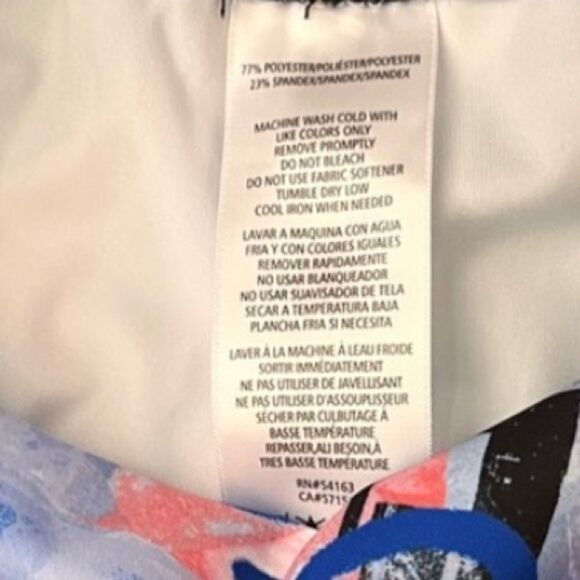 77% POLYESTER/POLIÉSTER/POLYESTER
23% SPANDEX/SPANDEX/SPANDEX
MACHINE WASH COLD WITH
LIKE COLORS ONLY
REMOVE PROMPTLY
DO NOT BLEACH
DO NOT USE FABRIC SOFTENER
TUMBLE DRY LOW
COOL IRON WHEN NEEDED
LAVAR A MAQUINA CON AGUA
FRIA Y CON COLORES IGUALES
REMOVER RAPIDAMENTE
NO USAR BLANQUEADOR
NO USAR SUAVISADOR DE TELA
SECAR A TEMPERATURA BAJA
PLANCHA FRIA SI NECESITA
LAVER À LA MACHINE À LEAU FROIDE
SORTIR IMMÉDIATEMENT
NE PAS UTILISER DE JAVELLISANT
NE PAS UTILISER D'ASSOUPLISSEUR
SÉCHER PAR CULBUTAGE À
BASSE TEMPÉRATURE
REPASSER,AU BESOIN,À
TRES BASSE TEMPÉRATURE
RN#54163
CA#5715